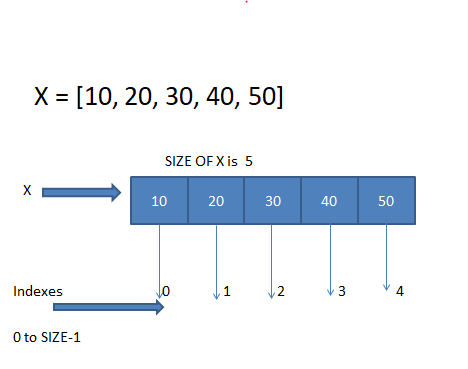 X = [10, 20, 30, 40, 50]
SIZE OF X is 5
X
10 20 30 40 50
Indexes 0 1 2 3 4
0 to SIZE-1